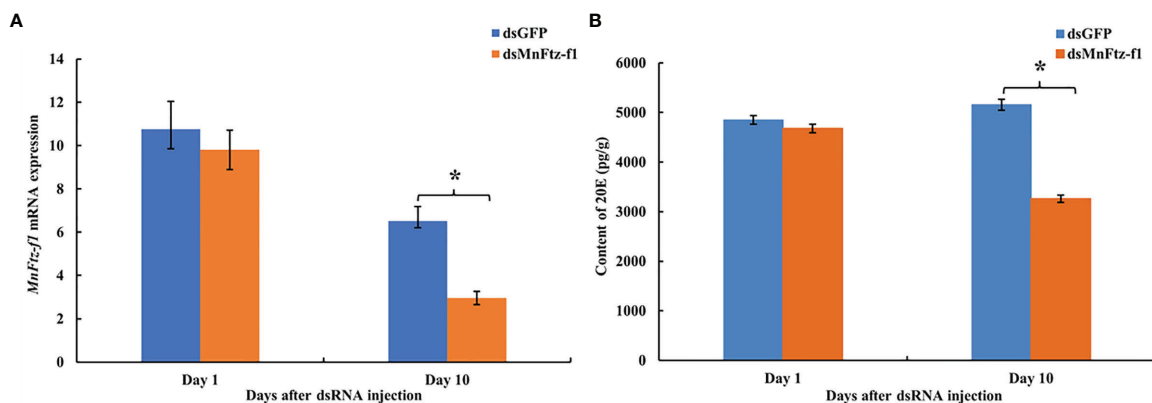 A
dsGFP
dsMnFtz-f1
14
12
10
8
6
4
2
0
MnFtz-f1 mRNA expression
*
Day 1
Day 10
Days after dsRNA injection
B
dsGFP
dsMnFtz-f1
6000
5000
4000
3000
2000
1000
0
Content of 20E (pg/g)
*
Day 1
Day 10
Days after dsRNA injection